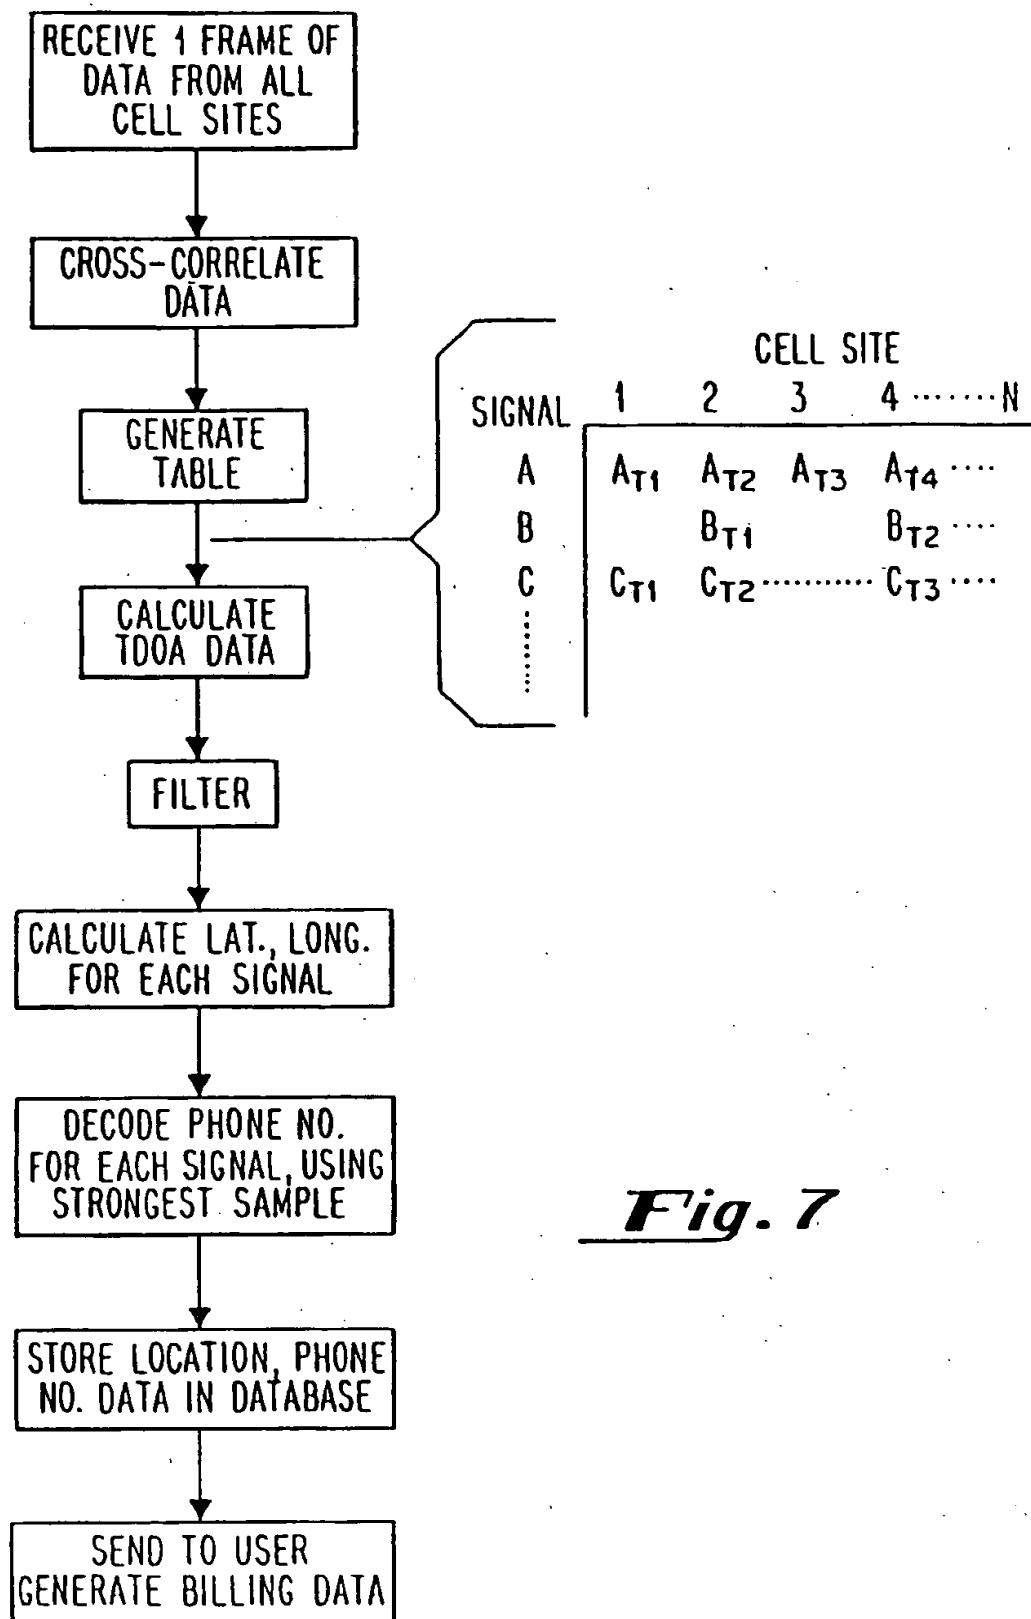 RECEIVE 1 FRAME OF
DATA FROM ALL
CELL SITES
CROSS-CORRELATE
DATA
GENERATE
TABLE
CALCULATE
TDOA DATA
FILTER
CALCULATE LAT., LONG.
FOR EACH SIGNAL
DECODE PHONE NO.
FOR EACH SIGNAL, USING
STRONGEST SAMPLE
STORE LOCATION, PHONE
NO. DATA IN DATABASE
SEND TO USER
GENERATE BILLING DATA
CELL SITE
SIGNAL 1 2 3 4 ······· N
A AT1 AT2 AT3 AT4 ····
B BT1 BT2 ····
C CT1 CT2 ··········· CT3 ····
Fig. 7